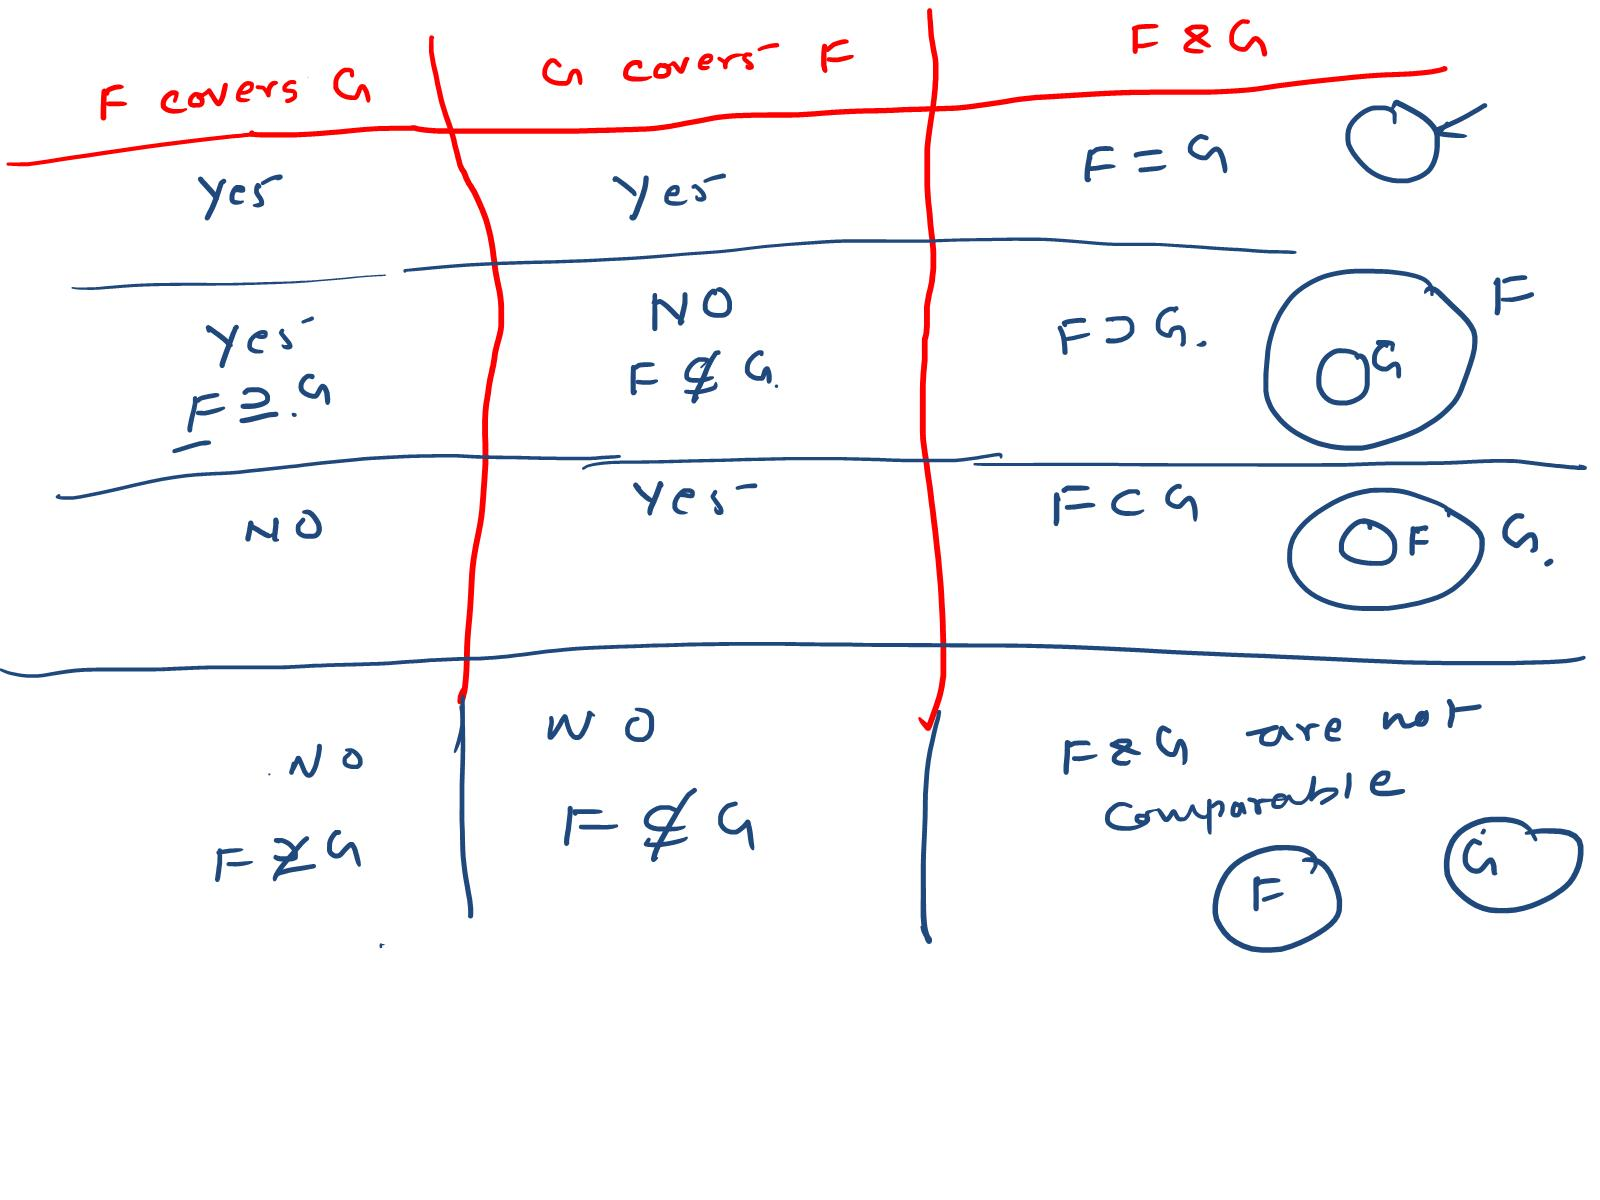 F covers G
G covers F
F & G
Yes
Yes
F = G
Yes
F ⊇ . G
NO
F ⊈ G.
F ⊃ G.
F
G
NO
Yes
F ⊂ G
F
G.
NO
F ⊉ G
NO
F ⊈ G
F & G are not
comparable
F
G